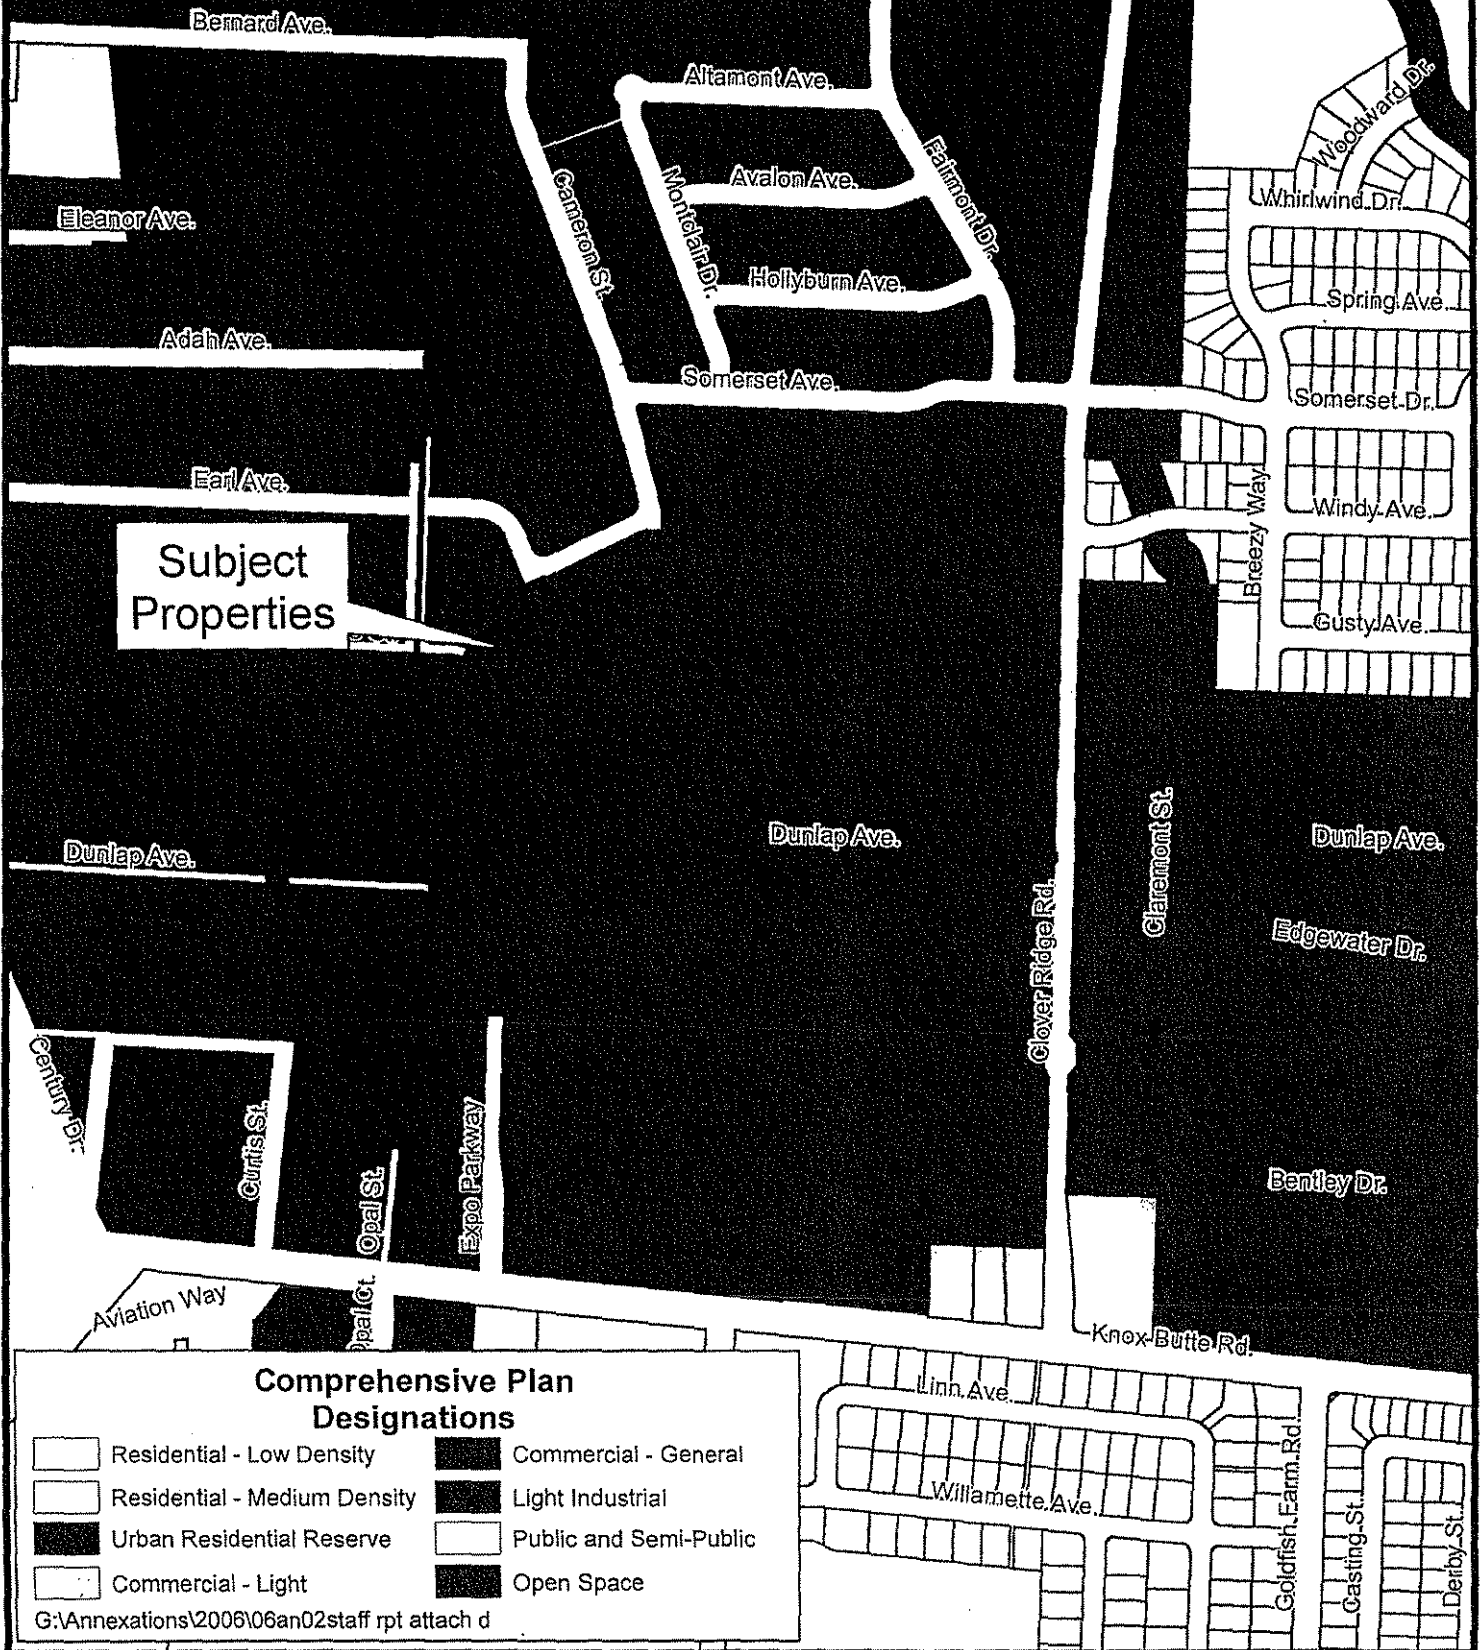 Bernard Ave.
Altamont Ave.
Woodward Dr.
Fairmont Dr.
Avalon Ave.
Montclair Dr.
Cameron St.
Whirlwind Dr.
Eleanor Ave.
Hollyburn Ave.
Spring Ave.
Adah Ave.
Somerset Ave.
Somerset Dr.
Earl Ave.
Breezy Way
Windy Ave.
Subject
Properties
Gusty Ave.
Dunlap Ave.
Dunlap Ave.
Dunlap Ave.
Claremont St.
Clover Ridge Rd.
Edgewater Dr.
Century Dr.
Curtis St.
Opal St.
Expo Parkway
Bentley Dr.
Aviation Way
Opal Ct.
Knox Butte Rd.
Linn Ave.
Willamette Ave.
Goldfish Farm Rd.
Casting St.
Derby St.
Comprehensive Plan
Designations
Residential - Low Density
Residential - Medium Density
Urban Residential Reserve
Commercial - Light
Commercial - General
Light Industrial
Public and Semi-Public
Open Space
G:\Annexations\2006\06an02staff rpt attach d